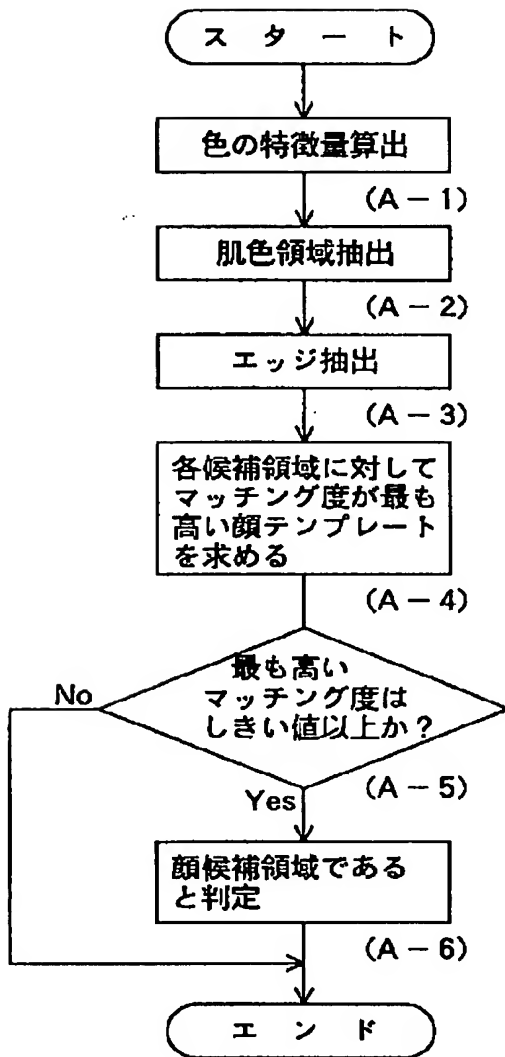 スタート
色の特徴量算出
(A－1)
肌色領域抽出
(A－2)
エッジ抽出
(A－3)
各候補領域に対して
マッチング度が最も
高い顔テンプレート
を求める
(A－4)
最も高い
No
マッチング度は
しきい値以上か？
(A－5)
Yes
顔候補領域である
と判定
(A－6)
エンド